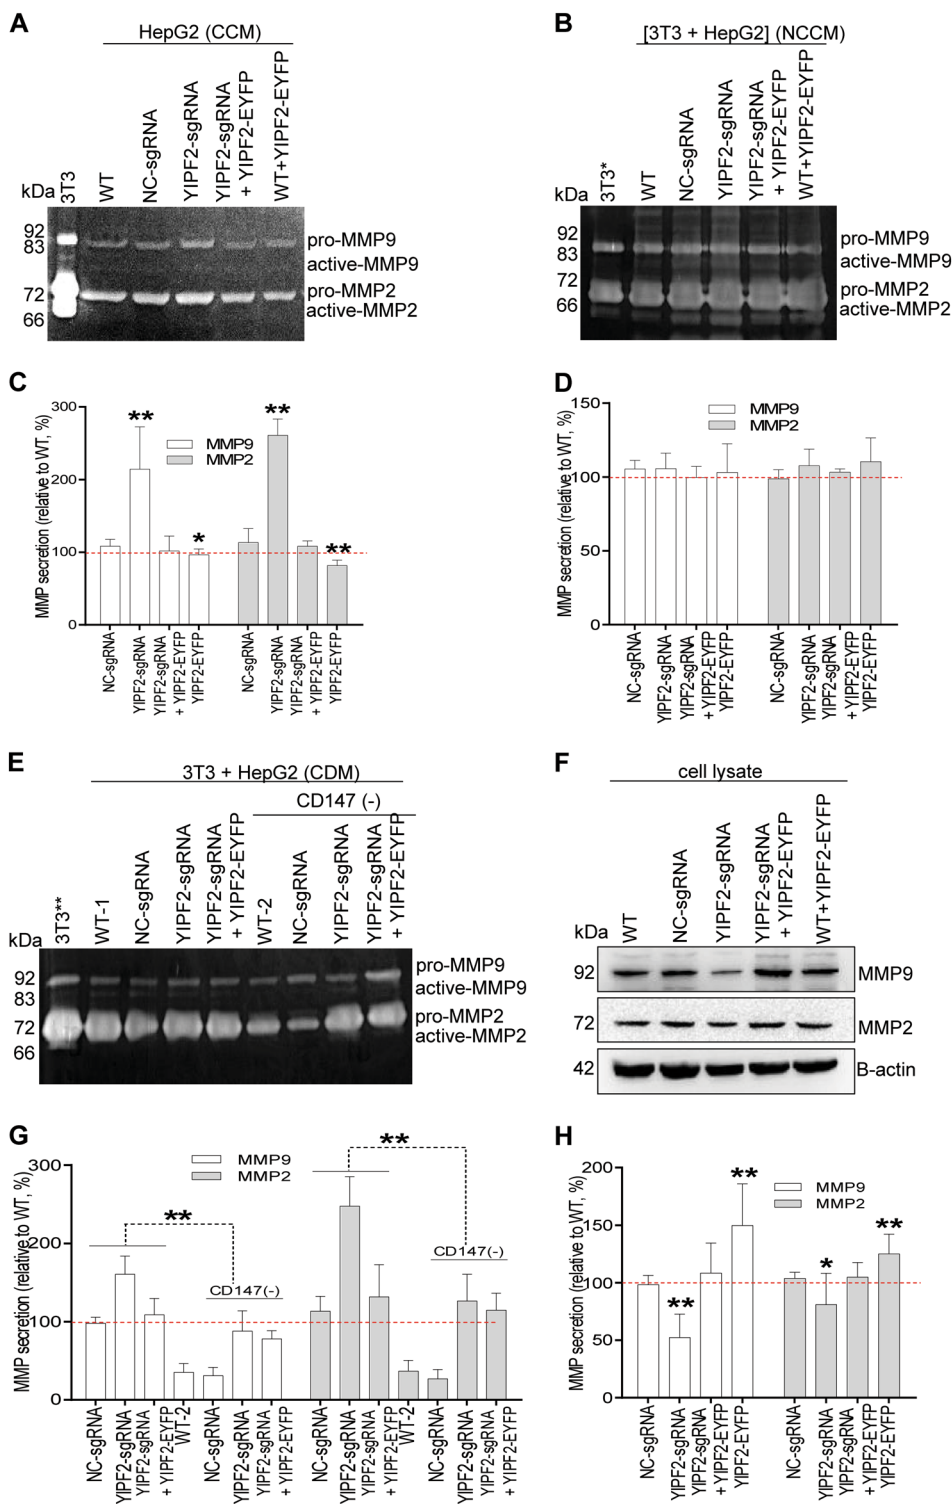 A
HepG2 (CCM)
kDa
3T3
WT
NC-sgRNA
YIPF2-sgRNA
YIPF2-sgRNA
+ YIPF2-EYFP
WT+YIPF2-EYFP
92
83
72
66
pro-MMP9
active-MMP9
pro-MMP2
active-MMP2
B
[3T3 + HepG2] (NCCM)
kDa
3T3*
WT
NC-sgRNA
YIPF2-sgRNA
YIPF2-sgRNA
+ YIPF2-EYFP
WT+YIPF2-EYFP
92
83
72
66
pro-MMP9
active-MMP9
pro-MMP2
active-MMP2
C
MMP secretion (relative to WT, %)
300
200
100
0
** 
**
*
**
MMP9
MMP2
NC-sgRNA
YIPF2-sgRNA
YIPF2-sgRNA
+ YIPF2-EYFP
YIPF2-EYFP
NC-sgRNA
YIPF2-sgRNA
YIPF2-sgRNA
+ YIPF2-EYFP
YIPF2-EYFP
D
MMP secretion (relative to WT, %)
150
100
50
0
MMP9
MMP2
NC-sgRNA
YIPF2-sgRNA
YIPF2-sgRNA
+ YIPF2-EYFP
YIPF2-EYFP
NC-sgRNA
YIPF2-sgRNA
YIPF2-sgRNA
+ YIPF2-EYFP
YIPF2-EYFP
E
3T3 + HepG2 (CDM)
CD147 (-)
kDa
3T3**
WT-1
NC-sgRNA
YIPF2-sgRNA
YIPF2-sgRNA
+ YIPF2-EYFP
WT-2
NC-sgRNA
YIPF2-sgRNA
YIPF2-sgRNA
+ YIPF2-EYFP
92
83
72
66
pro-MMP9
active-MMP9
pro-MMP2
active-MMP2
F
cell lysate
kDa
WT
NC-sgRNA
YIPF2-sgRNA
YIPF2-sgRNA
+ YIPF2-EYFP
WT+YIPF2-EYFP
92
MMP9
72
MMP2
42
B-actin
G
MMP secretion (relative to WT, %)
300
200
100
0
MMP9
MMP2
**
**
CD147(-)
CD147(-)
NC-sgRNA
YIPF2-sgRNA
YIPF2-sgRNA
+ YIPF2-EYFP
WT-2
NC-sgRNA
YIPF2-sgRNA
YIPF2-sgRNA
+ YIPF2-EYFP
NC-sgRNA
YIPF2-sgRNA
YIPF2-sgRNA
+ YIPF2-EYFP
WT-2
NC-sgRNA
YIPF2-sgRNA
YIPF2-sgRNA
+ YIPF2-EYFP
H
MMP secretion (relative to WT, %)
200
150
100
50
0
MMP9
MMP2
**
**
*
**
NC-sgRNA
YIPF2-sgRNA
YIPF2-sgRNA
+ YIPF2-EYFP
YIPF2-EYFP
NC-sgRNA
YIPF2-sgRNA
YIPF2-sgRNA
+ YIPF2-EYFP
YIPF2-EYFP